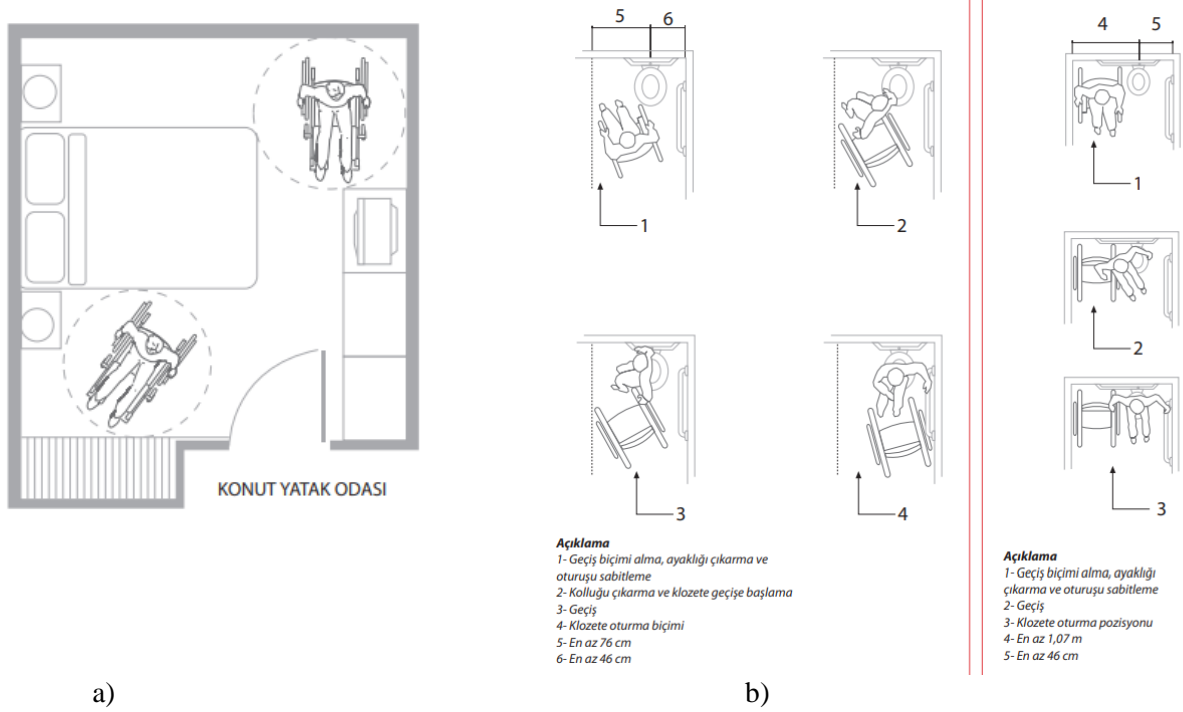 KONUT YATAK ODASI
a)
5 6
1
2
3
4
Açıklama
1- Geçiş biçimi alma, ayaklığı çıkarma ve
oturuşu sabitleme
2- Kolluğu çıkarma ve klozete geçişe başlama
3- Geçiş
4- Klozete oturma biçimi
5- En az 76 cm
6- En az 46 cm
4 5
1
2
3
Açıklama
1- Geçiş biçimi alma, ayaklığı
çıkarma ve oturuşu sabitleme
2- Geçiş
3- Klozete oturma pozisyonu
4- En az 1,07 m
5- En az 46 cm
b)